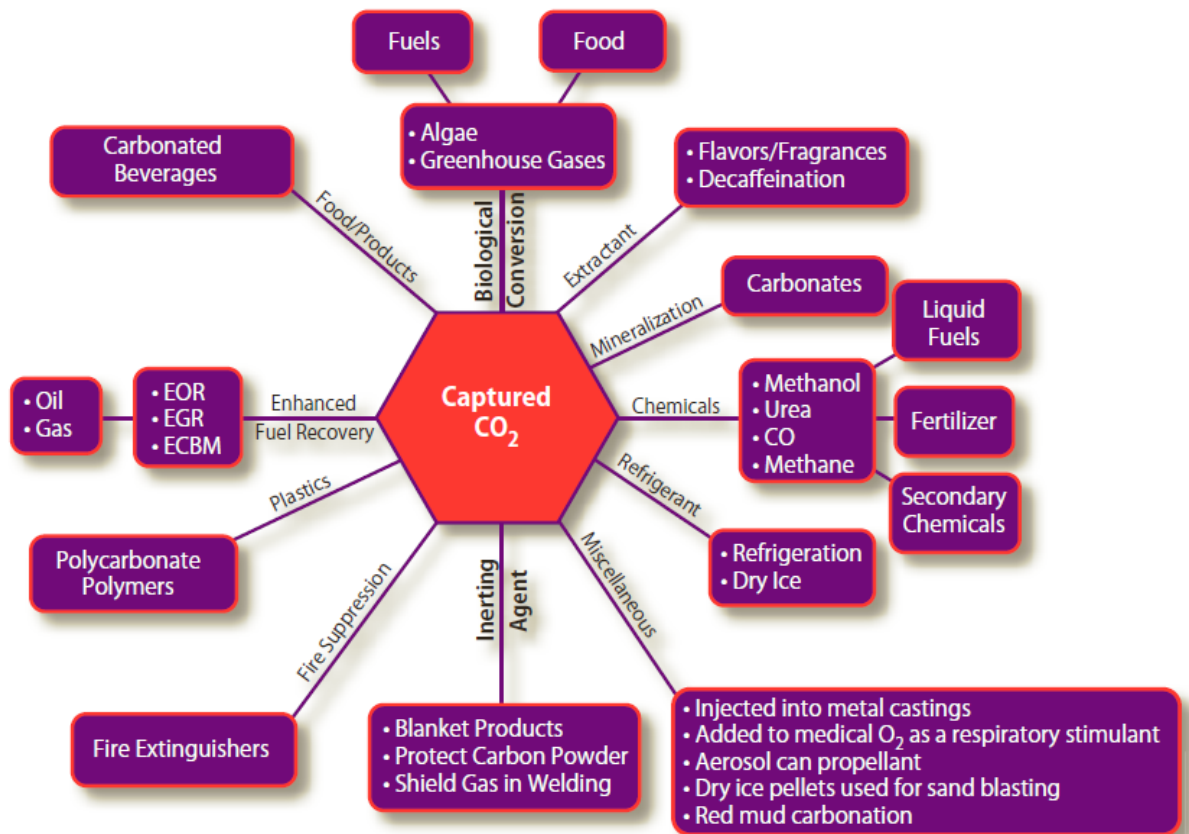 Fuels
Food
• Algae
• Greenhouse Gases
Carbonated
Beverages
• Flavors/Fragrances
• Decaffeination
Food/Products
Biological
Conversion
Extractant
Mineralization
Carbonates
Liquid
Fuels
• Oil
• Gas
• EOR
• EGR
• ECBM
Enhanced
Fuel Recovery
Captured
CO₂
Chemicals
• Methanol
• Urea
• CO
• Methane
Fertilizer
Secondary
Chemicals
Plastics
Polycarbonate
Polymers
Refrigerant
• Refrigeration
• Dry Ice
Fire Suppression
Fire Extinguishers
Inerting
Agent
• Blanket Products
• Protect Carbon Powder
• Shield Gas in Welding
Miscellaneous
• Injected into metal castings
• Added to medical O₂ as a respiratory stimulant
• Aerosol can propellant
• Dry ice pellets used for sand blasting
• Red mud carbonation